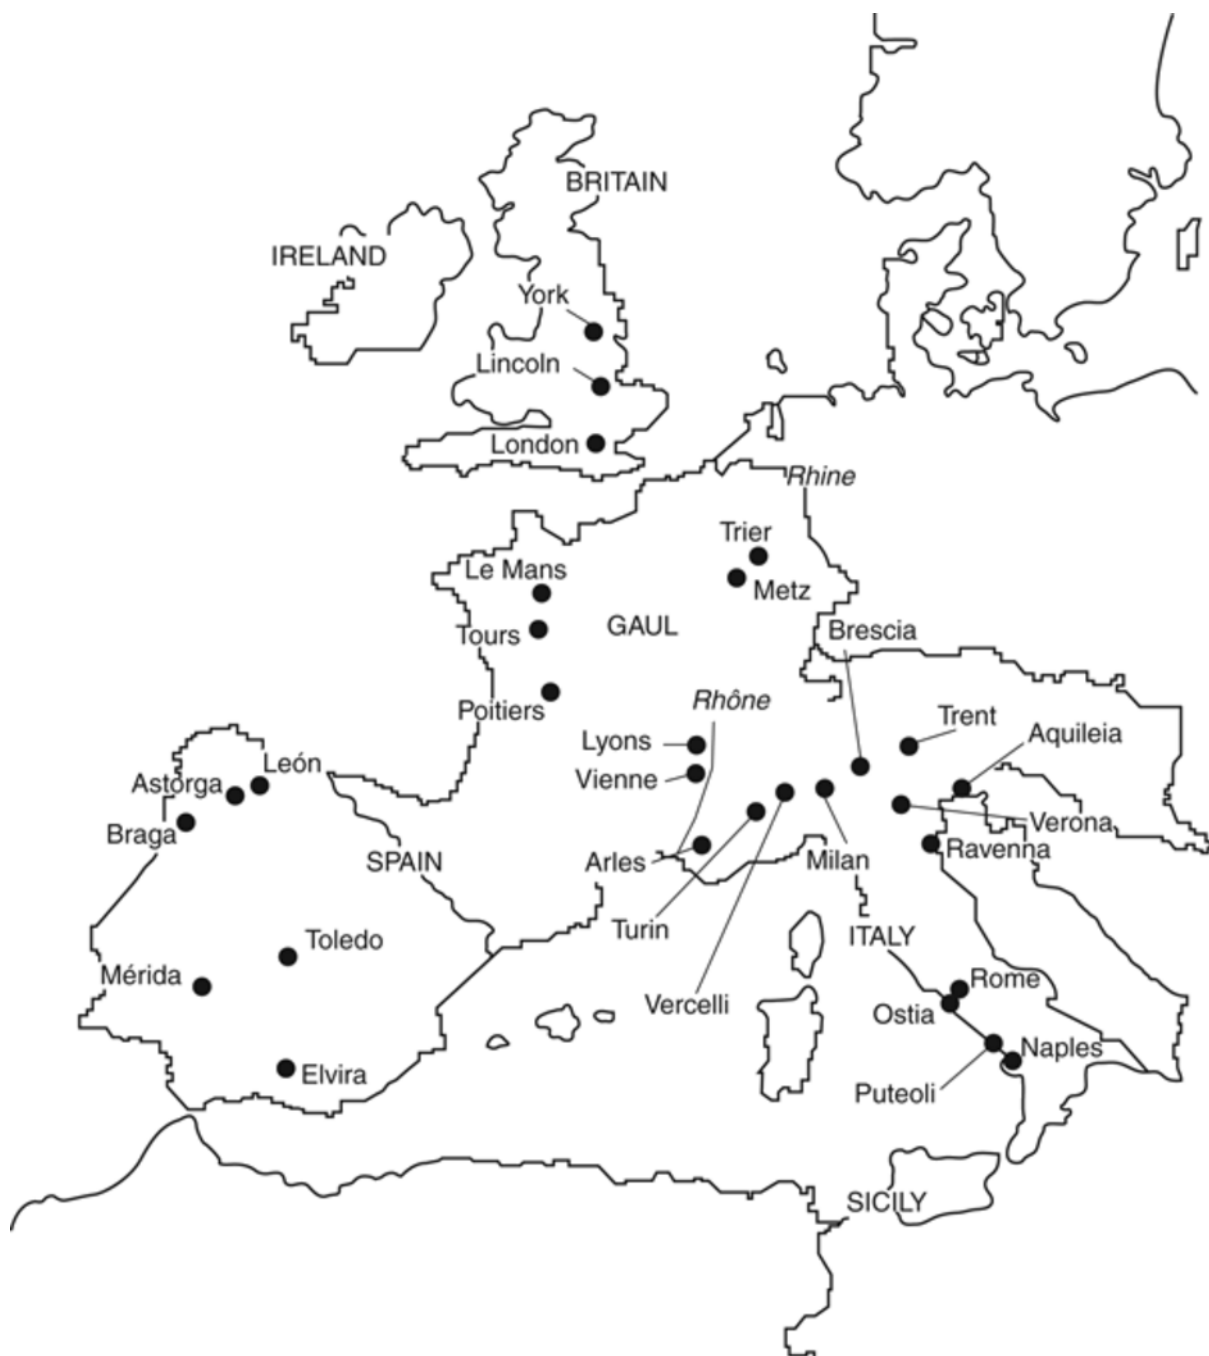 BRITAIN
IRELAND
York
Lincoln
London
Rhine
Trier
Le Mans
Metz
GAUL
Brescia
Tours
Rhône
Poitiers
Trent
Aquileia
Lyons
León
Vienne
Astorga
Verona
Braga
Ravenna
SPAIN
Arles
Milan
Turin
ITALY
Toledo
Mérida
Rome
Vercelli
Ostia
Naples
Elvira
Puteoli
SICILY